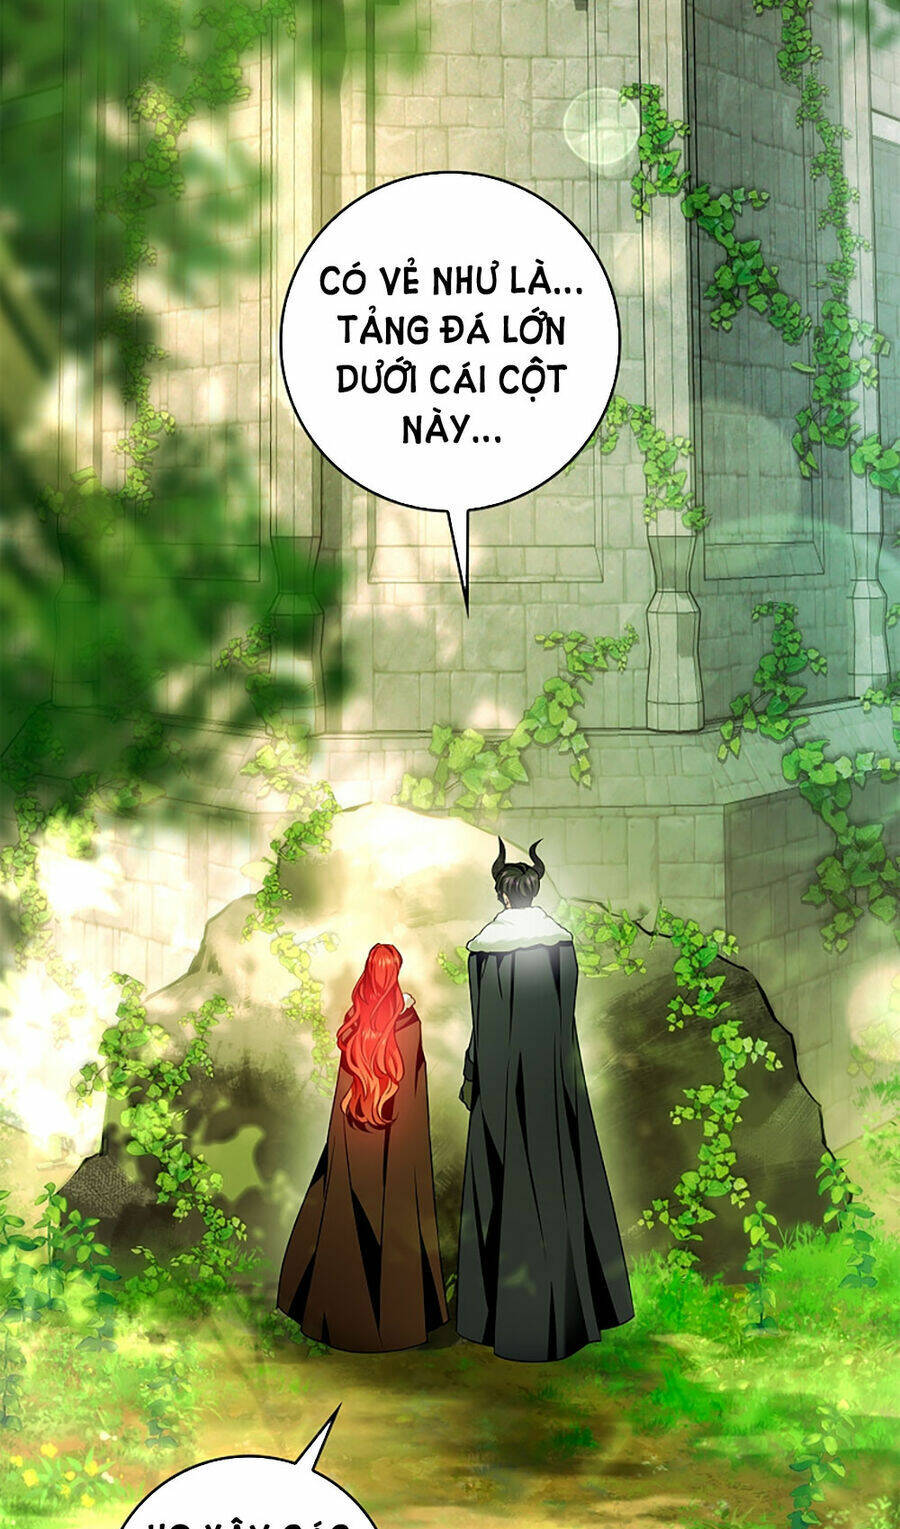 CÓ VẺ NHƯ LÀ...
TẢNG ĐÁ LỚN
DƯỚI CÁI CỘT
NÀY...